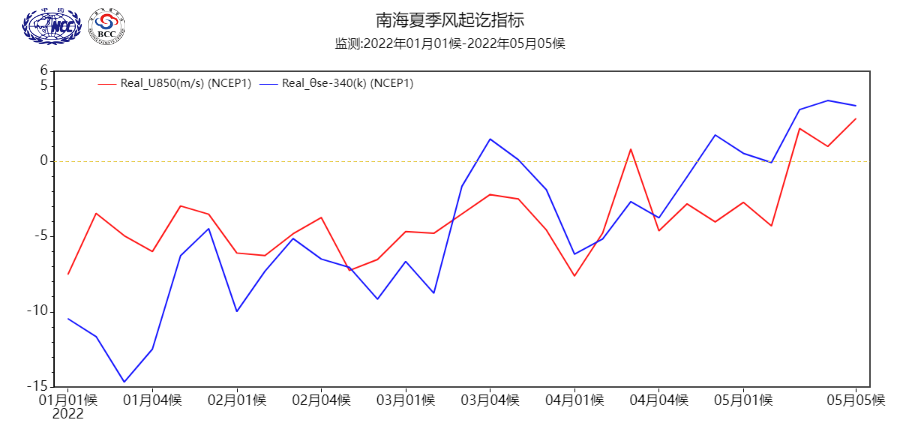 中国
NCC
BCC
南海夏季风起讫指标
监测:2022年01月01候-2022年05月05候
Real_U850(m/s) (NCEP1)
Real_θse-340(k) (NCEP1)
6
5
0
-5
-10
-15
01月01候
01月04候
02月01候
02月04候
03月01候
03月04候
04月01候
04月04候
05月01候
05月05候
2022